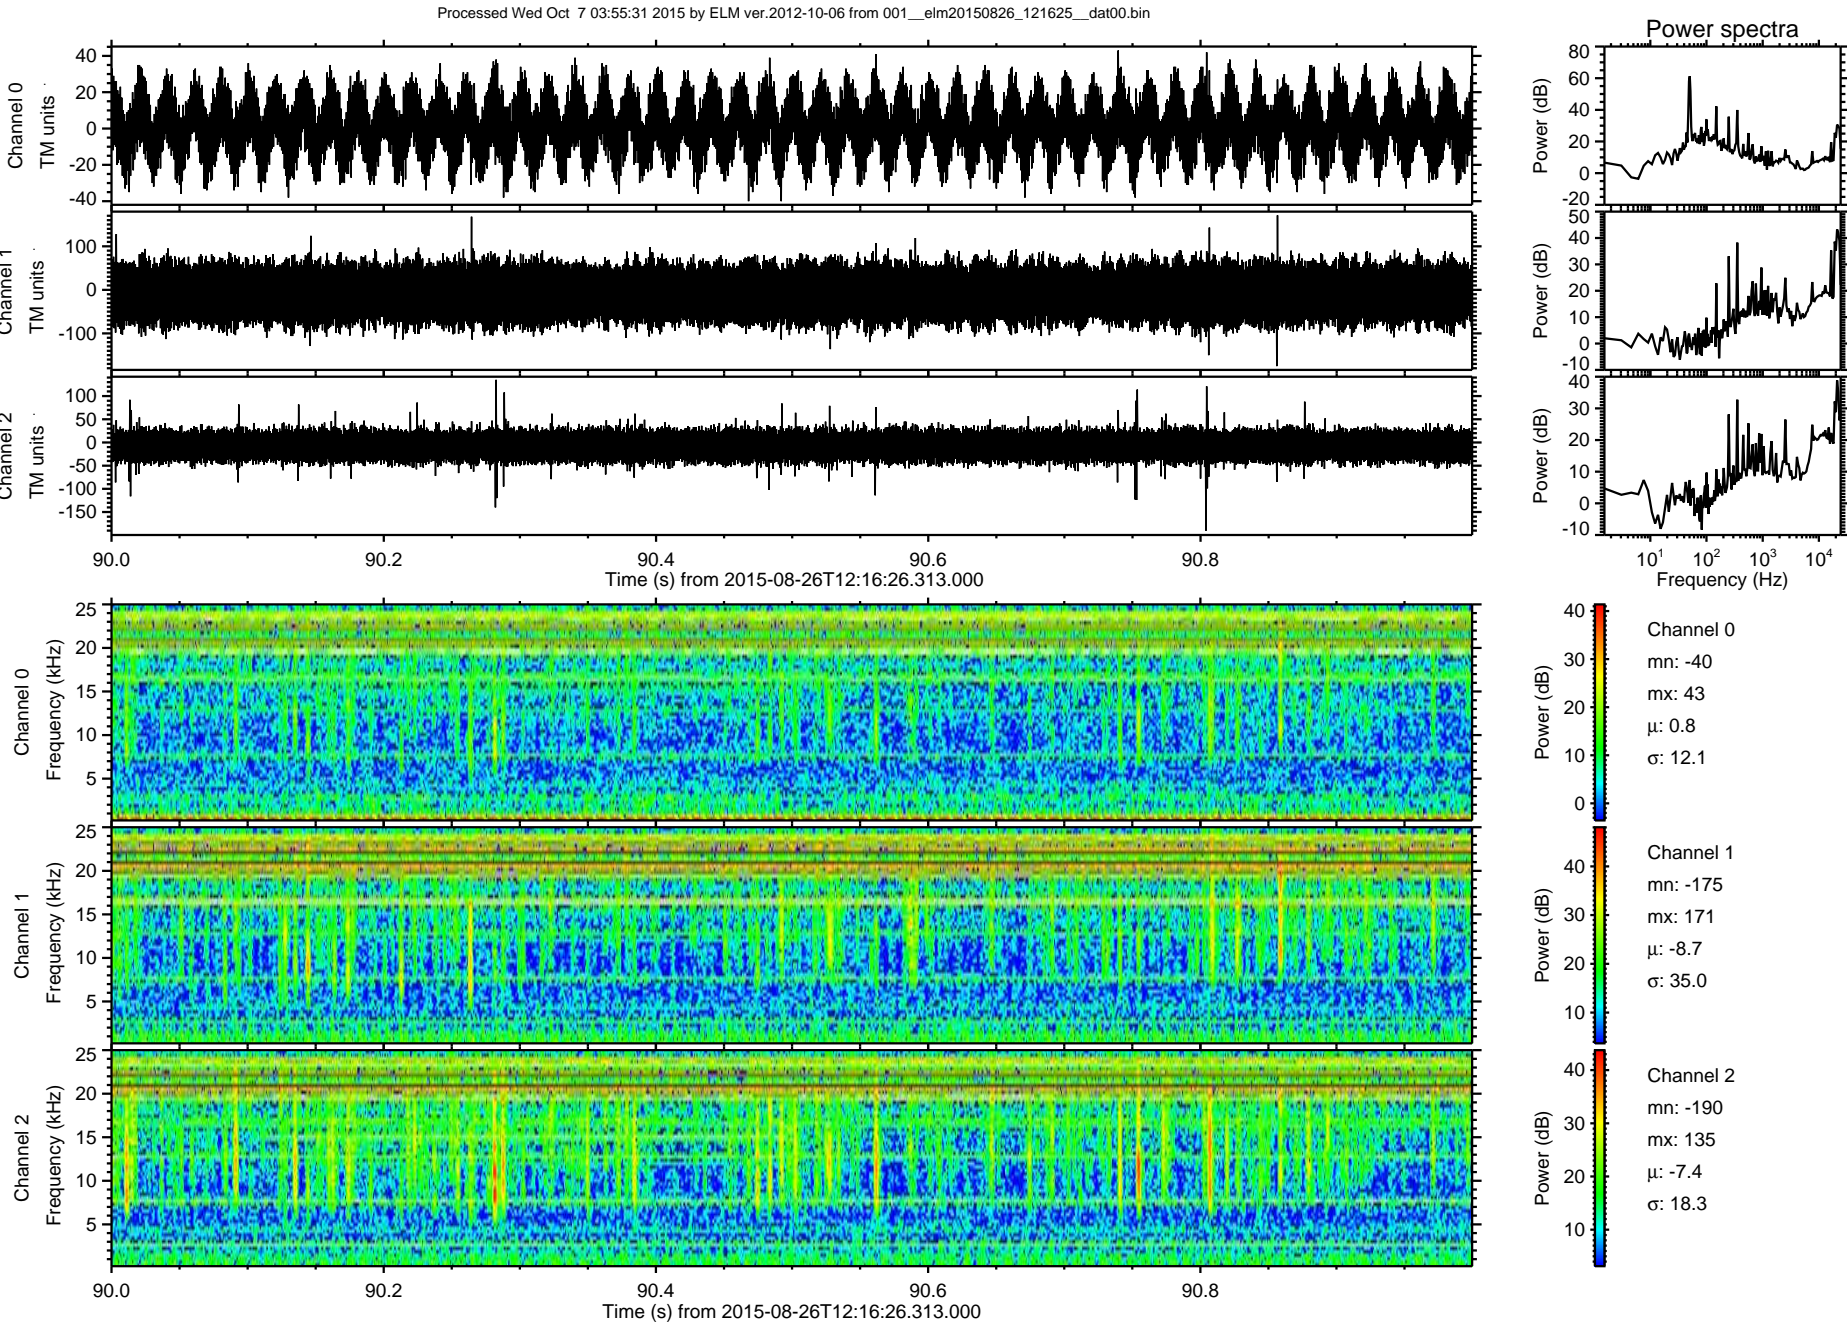 Processed Wed Oct  7 03:55:31 2015 by ELM ver.2012-10-06 from 001__elm20150826_121625__dat00.bin
Power spectra
Channel 0
TM units
40
20
0
-20
-40
Power (dB)
80
60
40
20
0
-20
Channel 1
TM units
100
0
-100
Power (dB)
50
40
30
20
10
0
-10
Channel 2
TM units
100
50
0
-50
-100
-150
Power (dB)
40
30
20
10
0
-10
90.0 90.2 90.4 90.6 90.8
Time (s) from 2015-08-26T12:16:26.313.000
10^1 10^2 10^3 10^4
Frequency (Hz)
Channel 0
Frequency (kHz)
25
20
15
10
5
Power (dB)
40
30
20
10
0
Channel 0
mn: -40
mx: 43
μ: 0.8
σ: 12.1
Channel 1
Frequency (kHz)
25
20
15
10
5
Power (dB)
40
30
20
10
Channel 1
mn: -175
mx: 171
μ: -8.7
σ: 35.0
Channel 2
Frequency (kHz)
25
20
15
10
5
Power (dB)
40
30
20
10
Channel 2
mn: -190
mx: 135
μ: -7.4
σ: 18.3
90.0 90.2 90.4 90.6 90.8
Time (s) from 2015-08-26T12:16:26.313.000